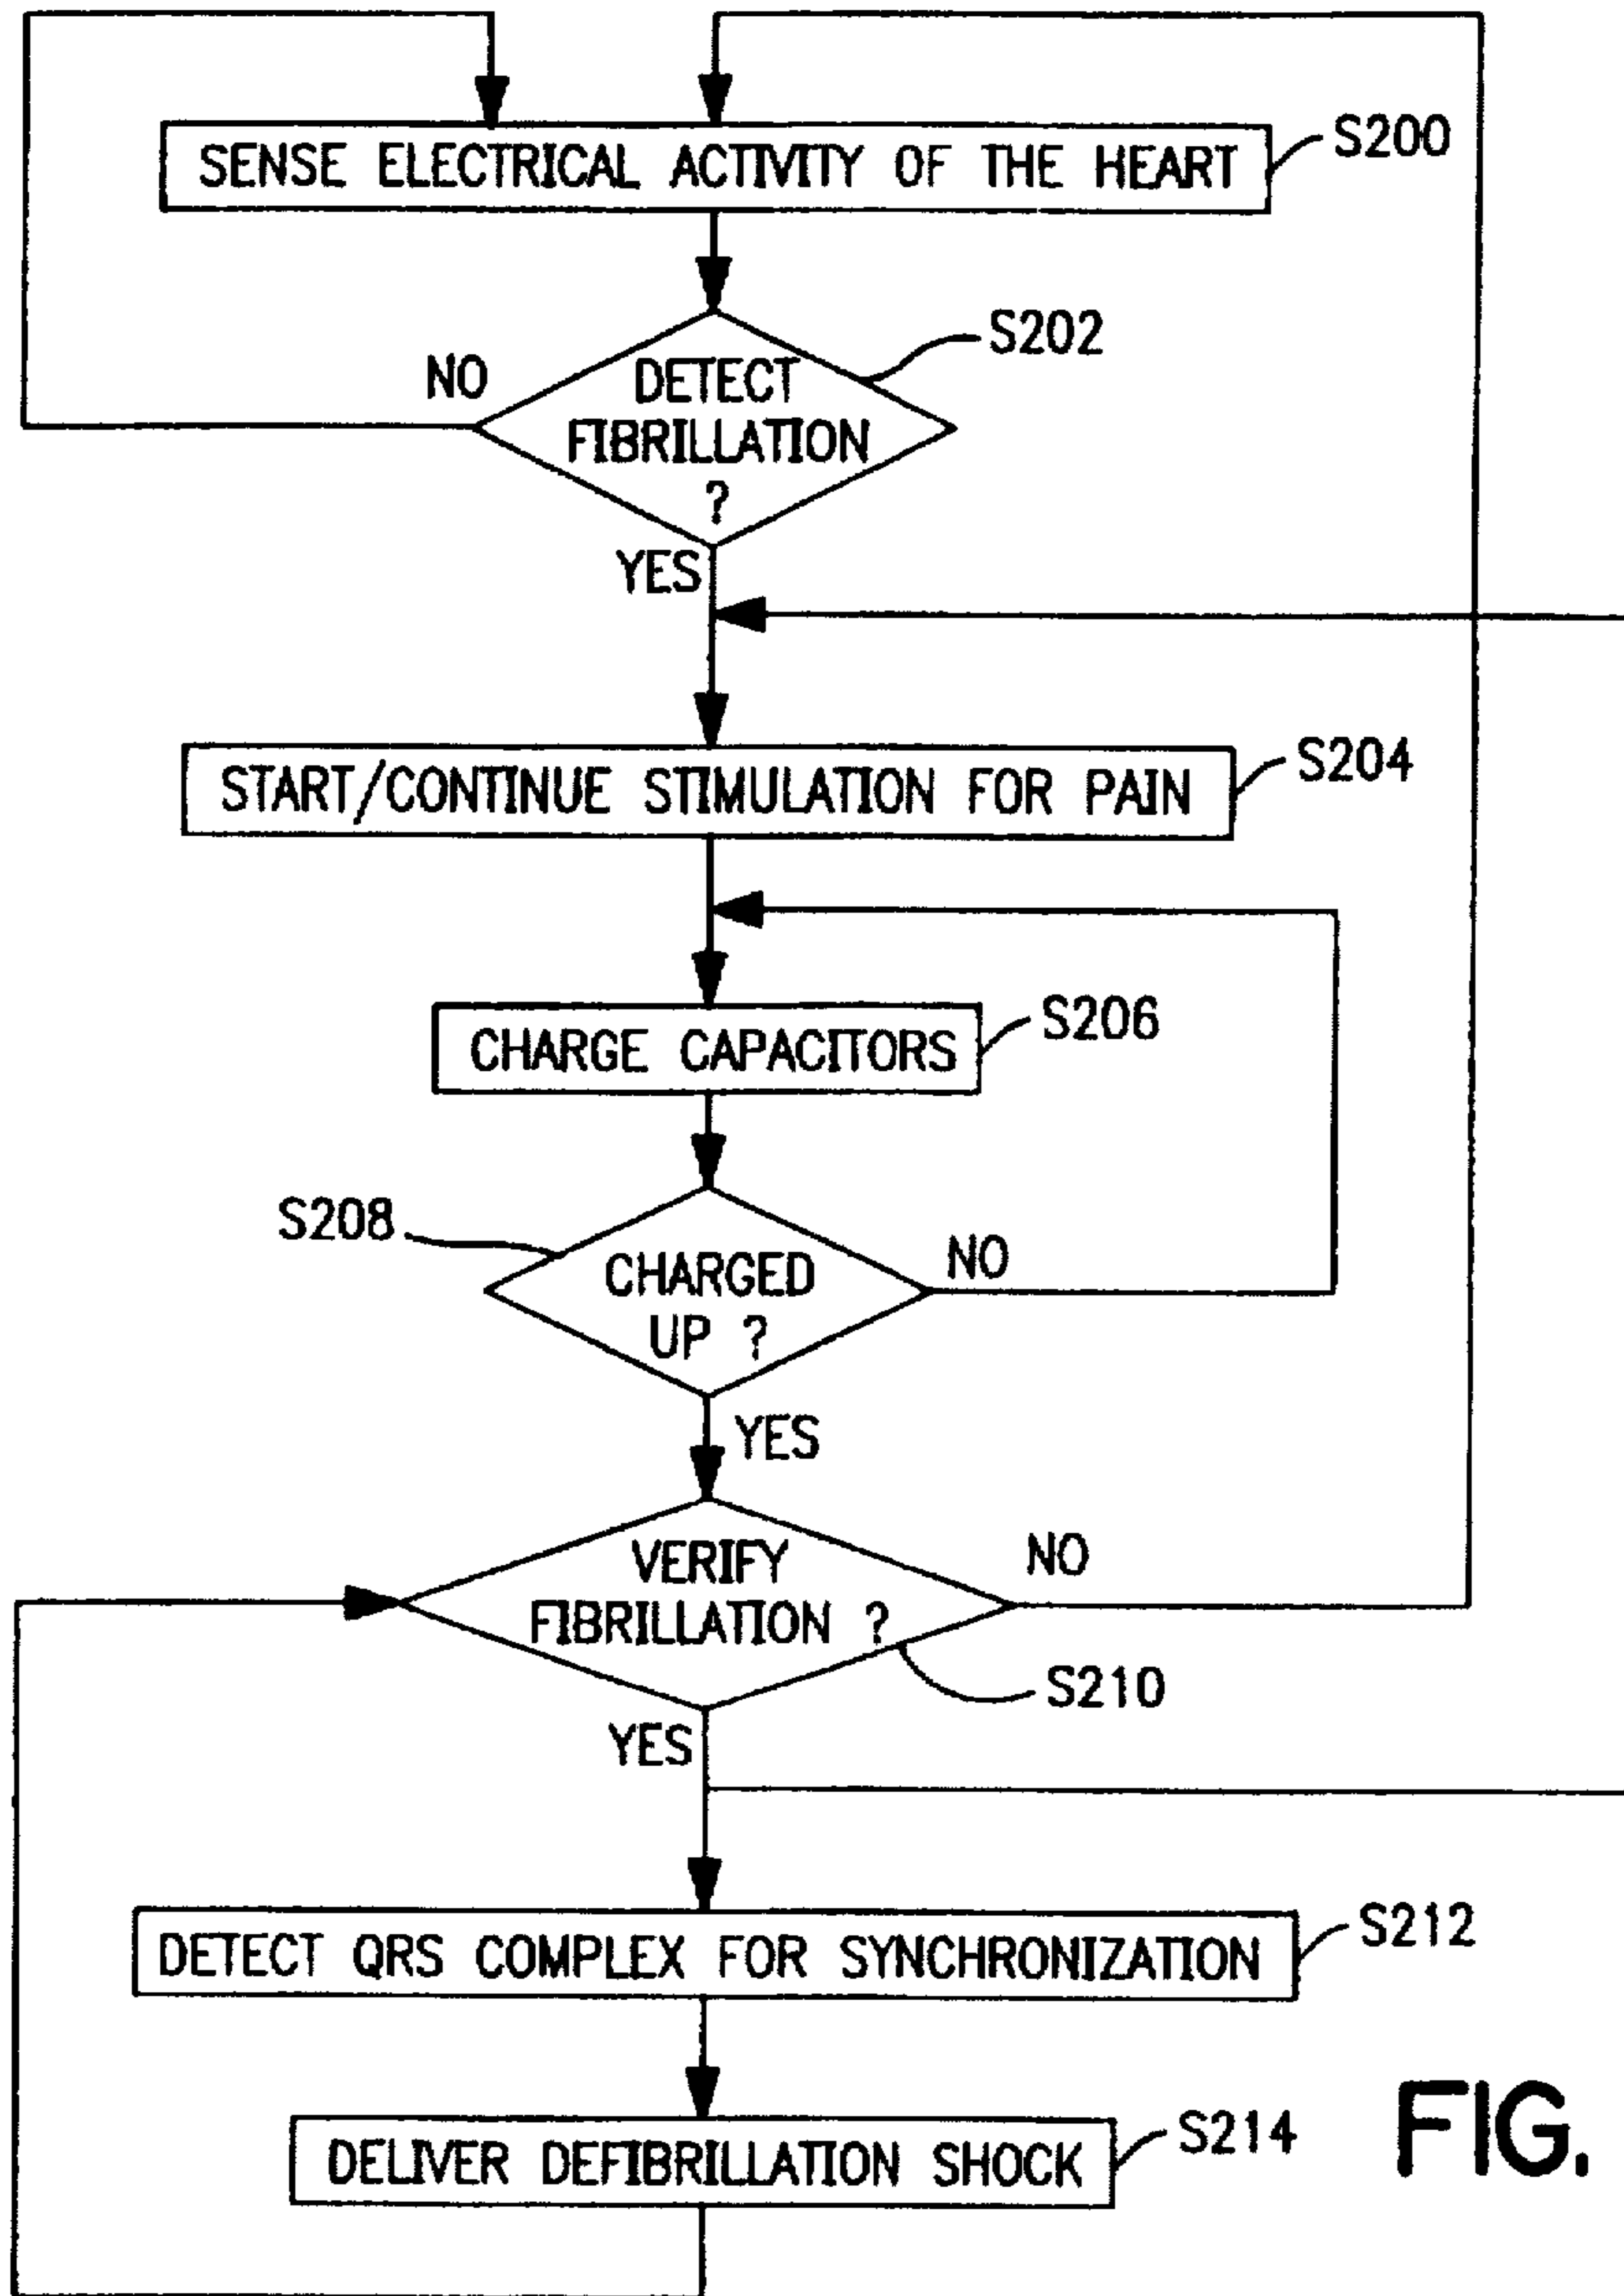 SENSE ELECTRICAL ACTIVITY OF THE HEART
S200
DETECT
FIBRILLATION
?
S202
NO
YES
START/CONTINUE STIMULATION FOR PAIN
S204
CHARGE CAPACITORS
S206
S208
CHARGED
UP ?
NO
YES
VERIFY
FIBRILLATION ?
NO
S210
YES
DETECT QRS COMPLEX FOR SYNCHRONIZATION
S212
DELIVER DEFIBRILLATION SHOCK
S214
FIG.